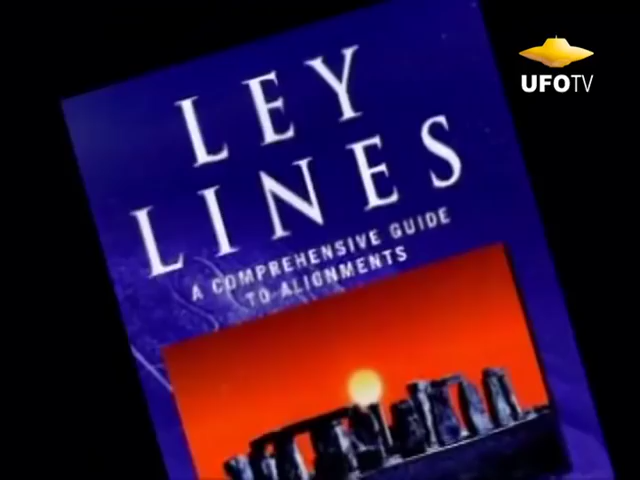 LEY
LINES
A COMPREHENSIVE GUIDE
TO ALIGNMENTS
UFOTV